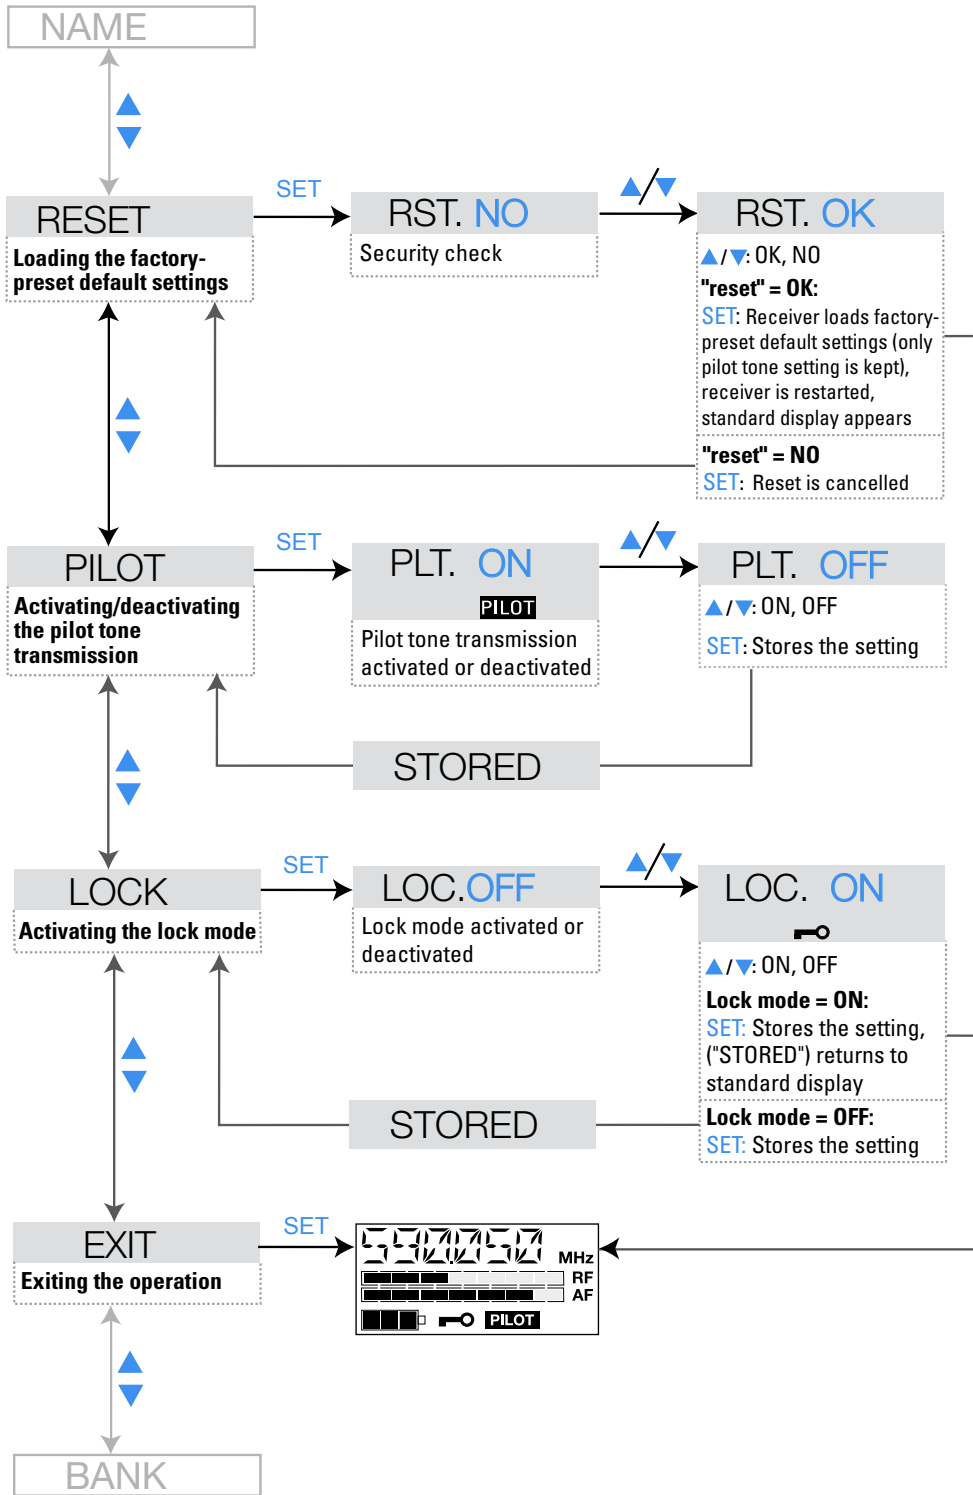 NAME
SET
RESET
Loading the factory-
preset default settings
RST. NO
Security check
RST. OK
▲/▼: OK, NO
"reset" = OK:
SET: Receiver loads factory-
preset default settings (only
pilot tone setting is kept),
receiver is restarted,
standard display appears
"reset" = NO
SET: Reset is cancelled
SET
PILOT
Activating/deactivating
the pilot tone
transmission
PLT. ON
PILOT
Pilot tone transmission
activated or deactivated
PLT. OFF
▲/▼: ON, OFF
SET: Stores the setting
STORED
SET
LOCK
Activating the lock mode
LOC.OFF
Lock mode activated or
deactivated
LOC. ON
▲/▼: ON, OFF
Lock mode = ON:
SET: Stores the setting,
("STORED") returns to
standard display
Lock mode = OFF:
SET: Stores the setting
STORED
SET
EXIT
Exiting the operation
590.050 MHz
RF
AF
PILOT
BANK